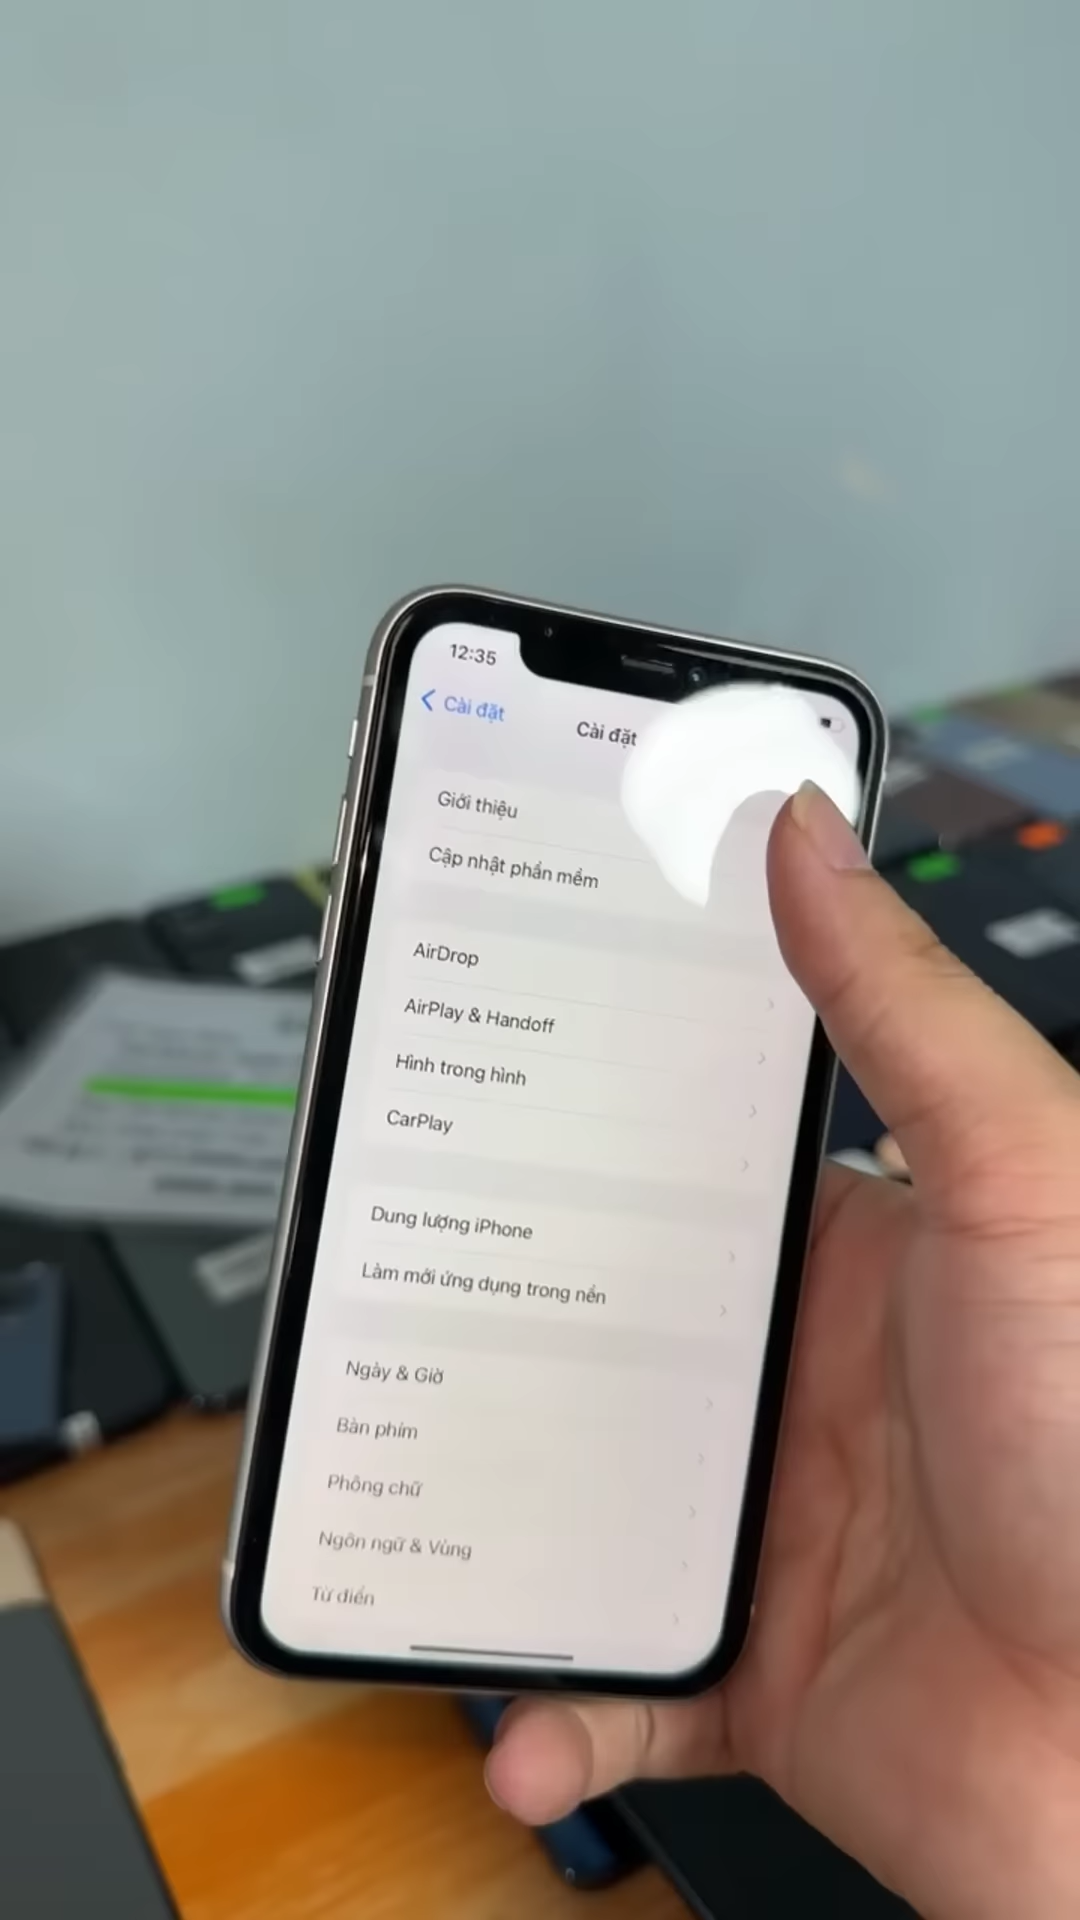 12:35
Cài đặt
Cài đặt
Giới thiệu
Cập nhật phần mềm
AirDrop
AirPlay & Handoff
Hình trong hình
CarPlay
Dung lượng iPhone
Làm mới ứng dụng trong nền
Ngày & Giờ
Bàn phím
Phông chữ
Ngôn ngữ & Vùng
Từ điển